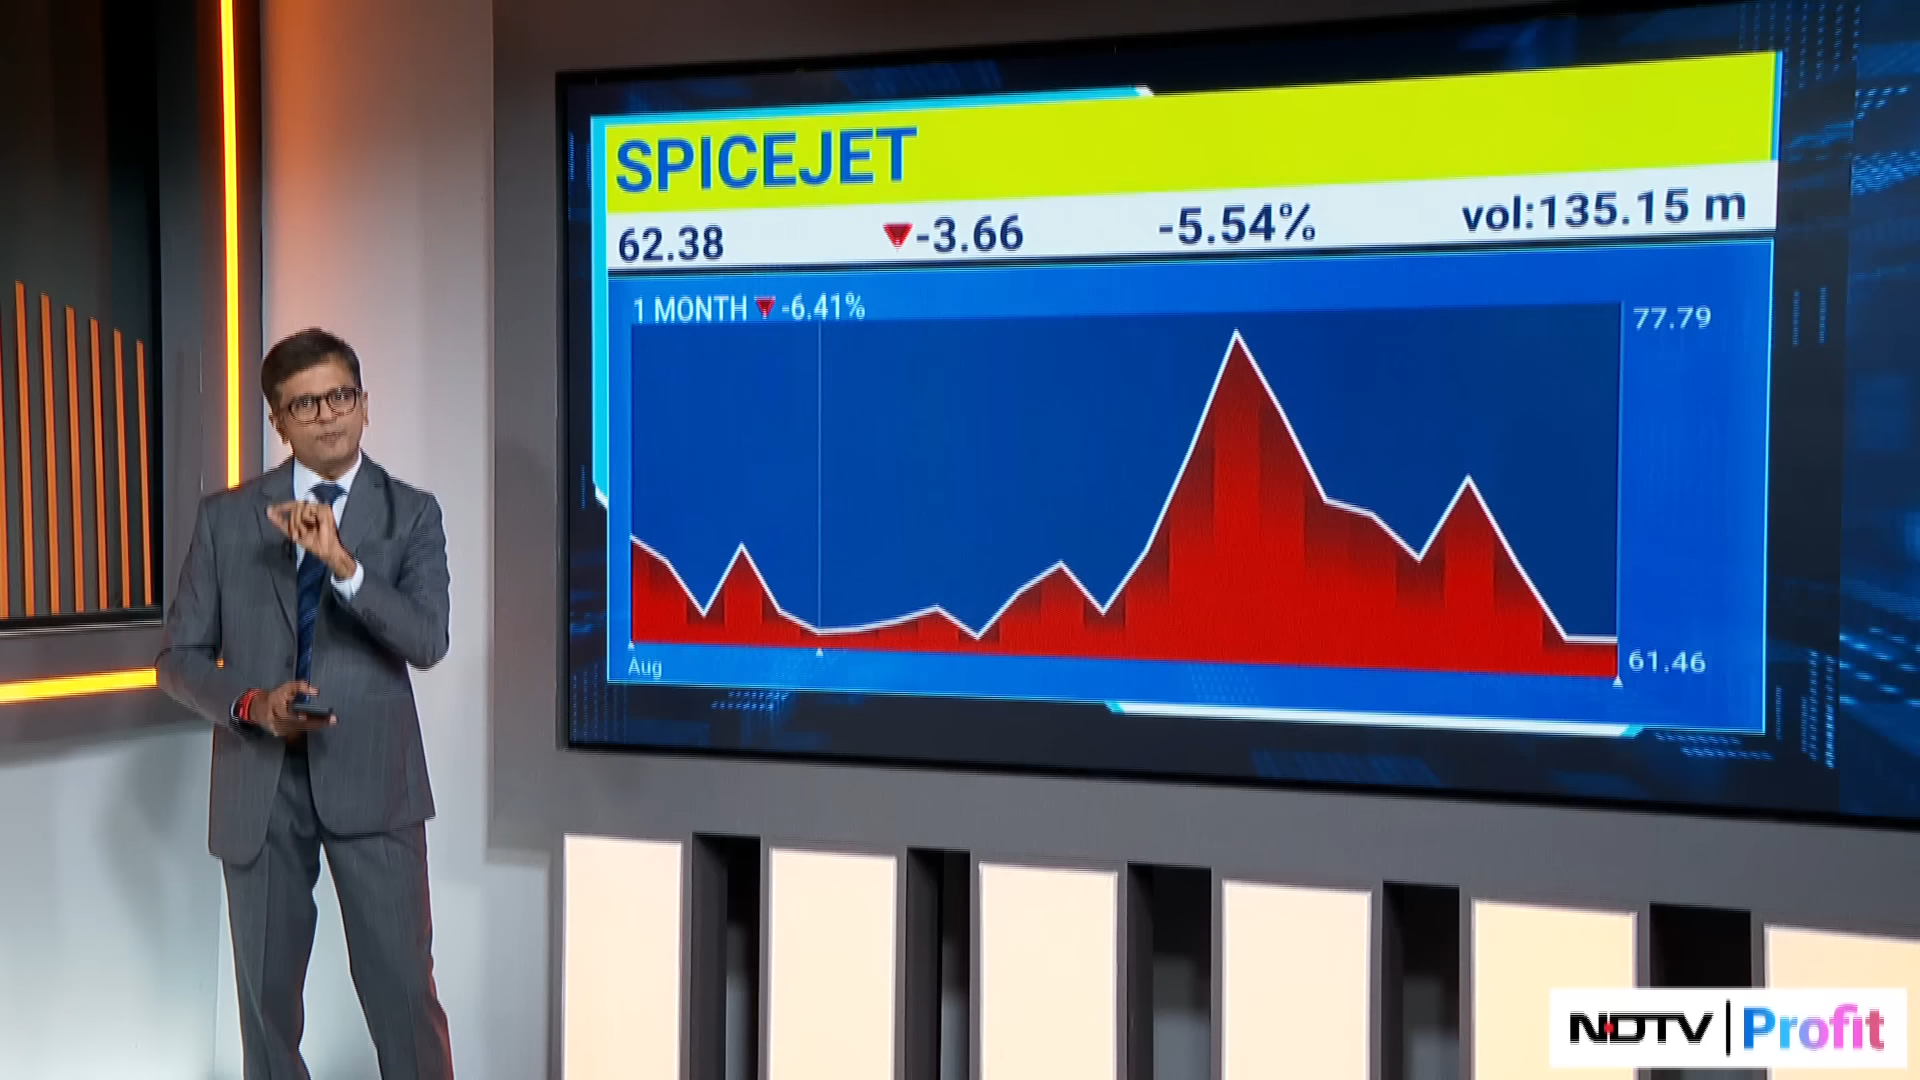 SPICEJET
62.38 ▼-3.66 -5.54% vol:135.15 m
1 MONTH ▼ -6.41%
77.79
61.46
Aug
NDTV | Profit